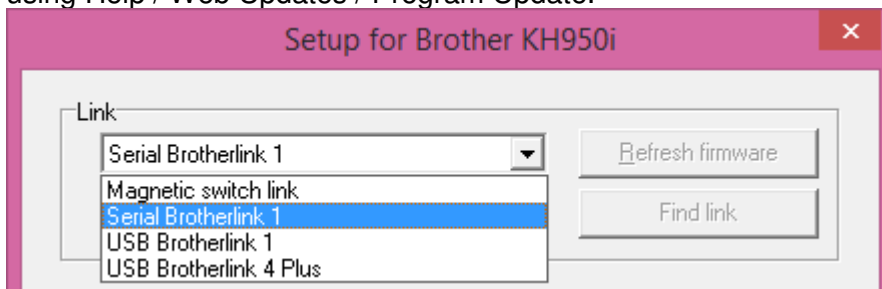 using Help / Web Updates / Program Update.
Setup for Brother KH950i
×
Link
Serial Brotherlink 1
Refresh firmware
Magnetic switch link
Serial Brotherlink 1
Find link
USB Brotherlink 1
USB Brotherlink 4 Plus